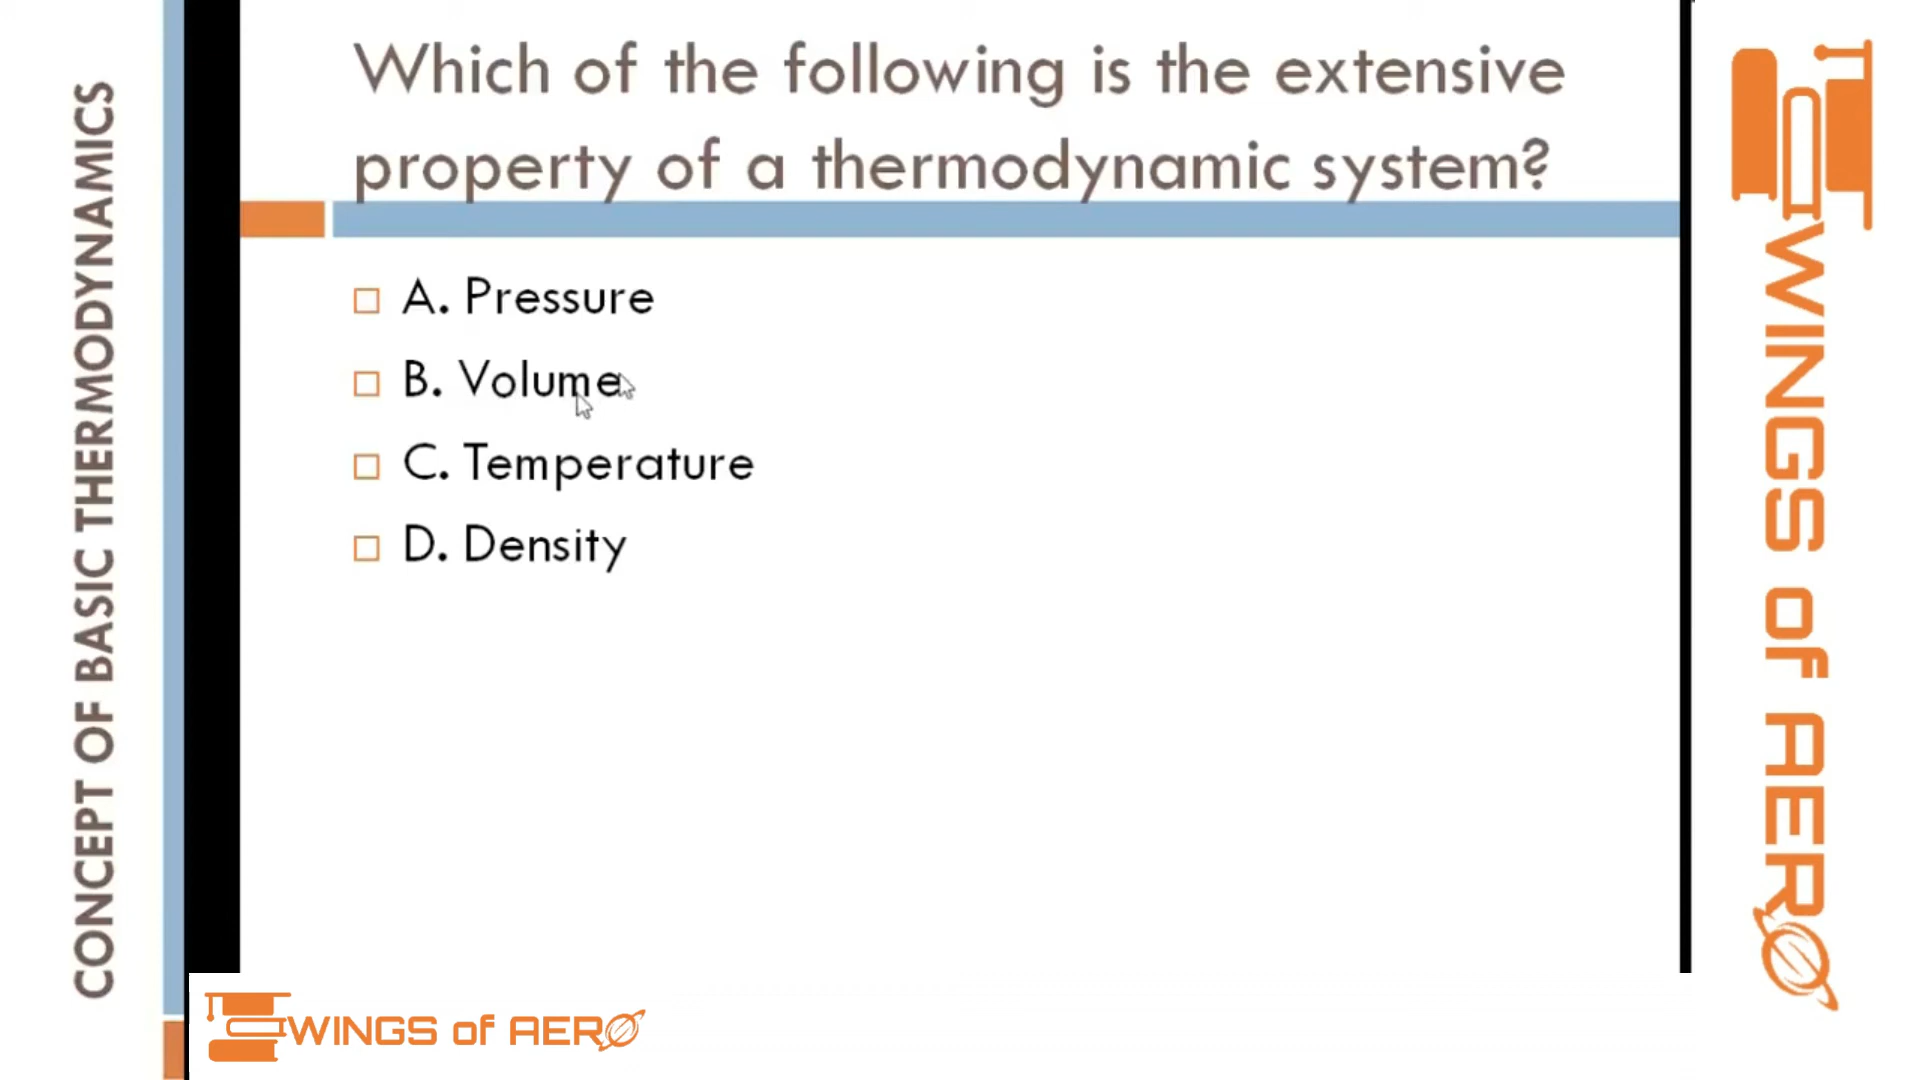 CONCEPT OF BASIC THERMODYNAMICS
Which of the following is the extensive
property of a thermodynamic system?
A. Pressure
B. Volume
C. Temperature
D. Density
WINGS of AERO
WINGS of AERO